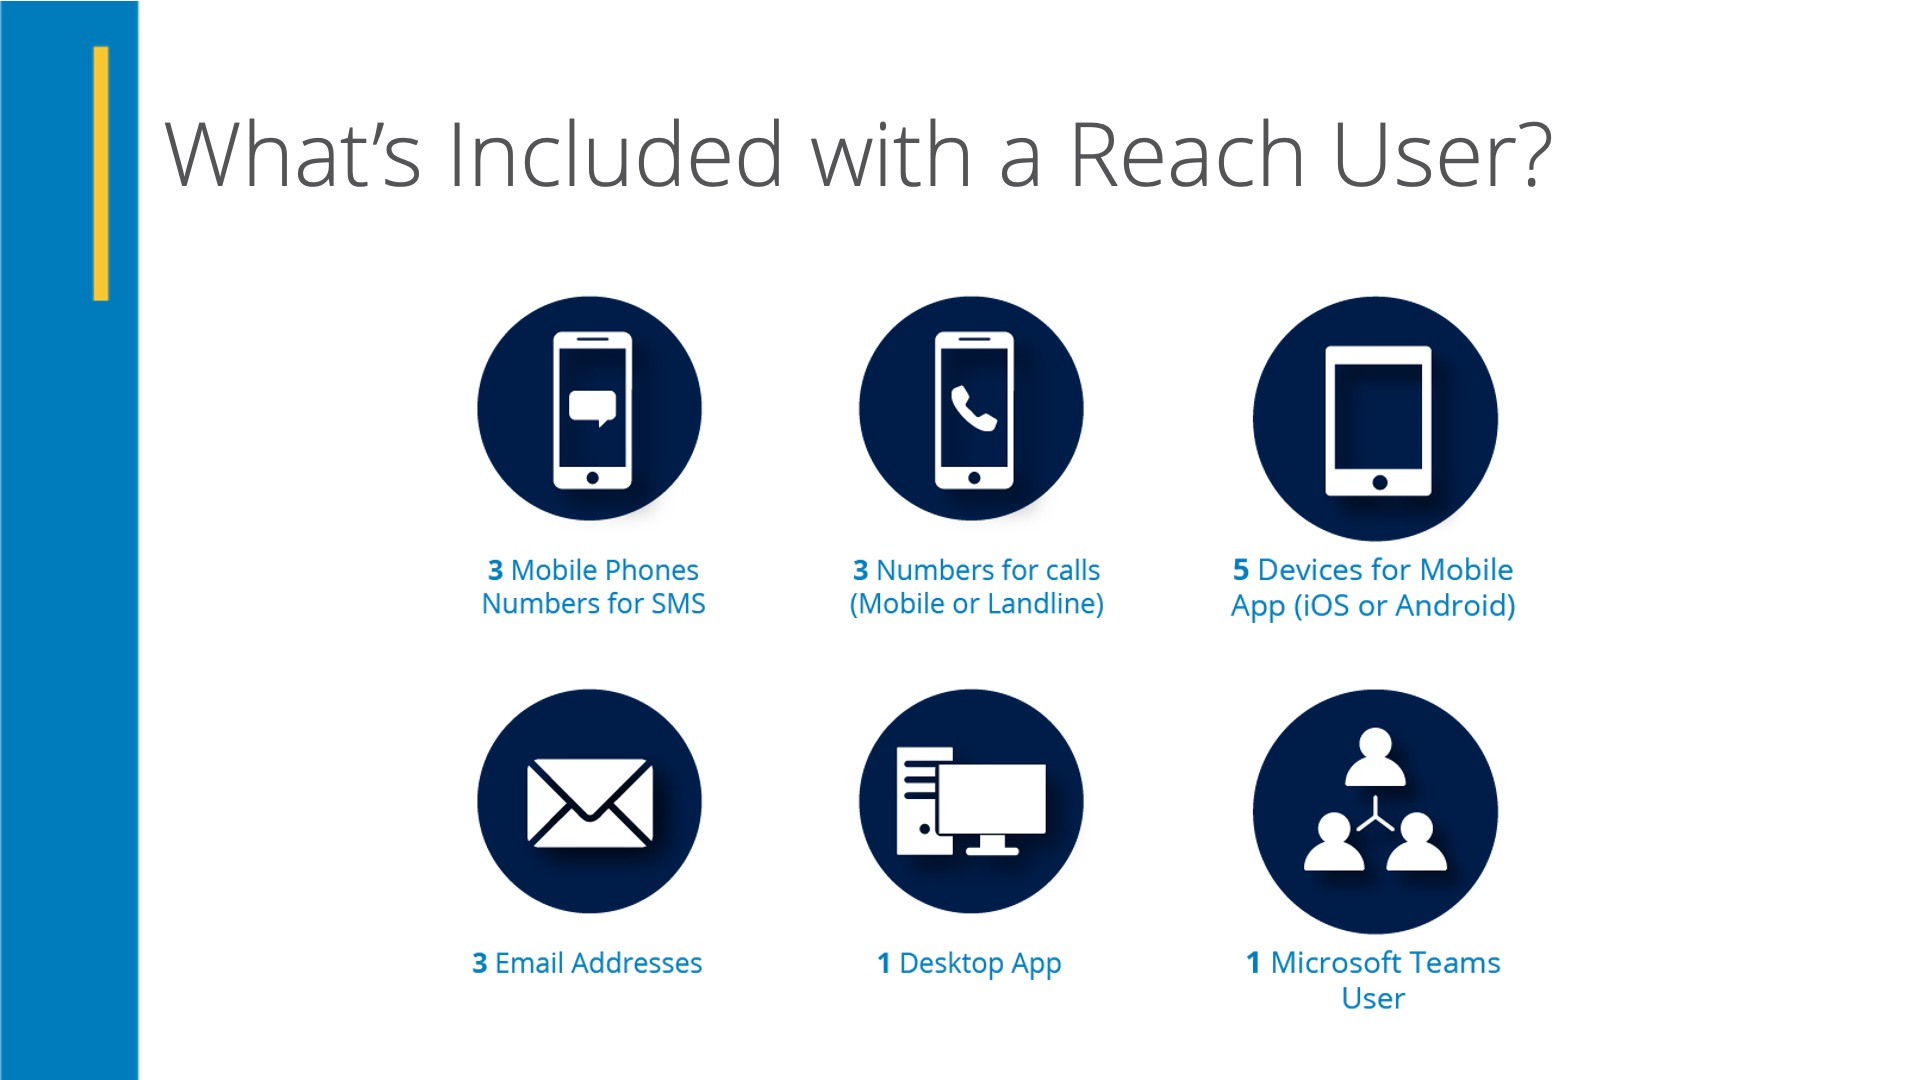 What’s Included with a Reach User?
3 Mobile Phones
Numbers for SMS
3 Numbers for calls
(Mobile or Landline)
5 Devices for Mobile
App (iOS or Android)
3 Email Addresses
1 Desktop App
1 Microsoft Teams
User